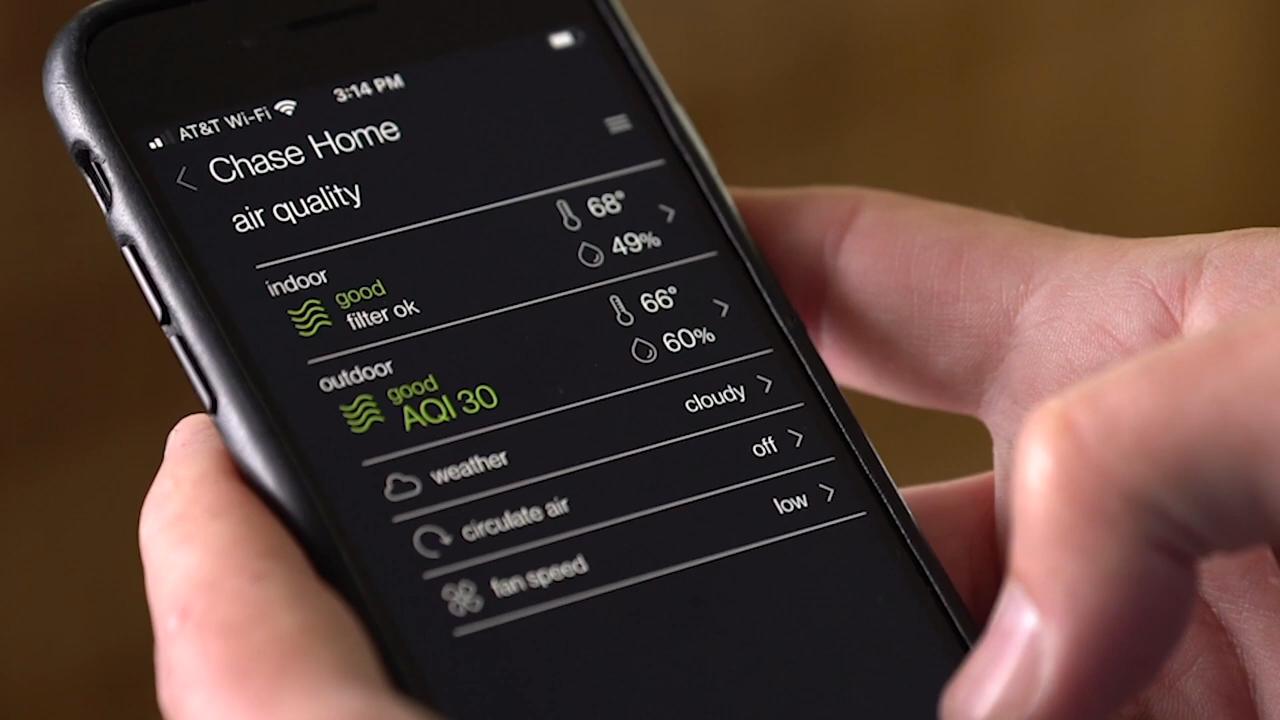 AT&T Wi-Fi 3:14 PM
Chase Home
air quality
indoor
good
filter ok
68°
49%
outdoor
good
AQI 30
66°
60%
weather cloudy
circulate air off
fan speed low